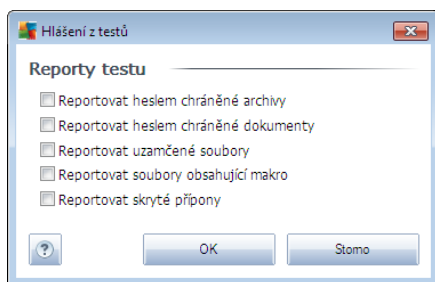 Hlášení z testů
Reporty testu
Reportovat heslem chráněné archivy
Reportovat heslem chráněné dokumenty
Reportovat uzamčené soubory
Reportovat soubory obsahující makro
Reportovat skryté přípony
?
OK
Storno